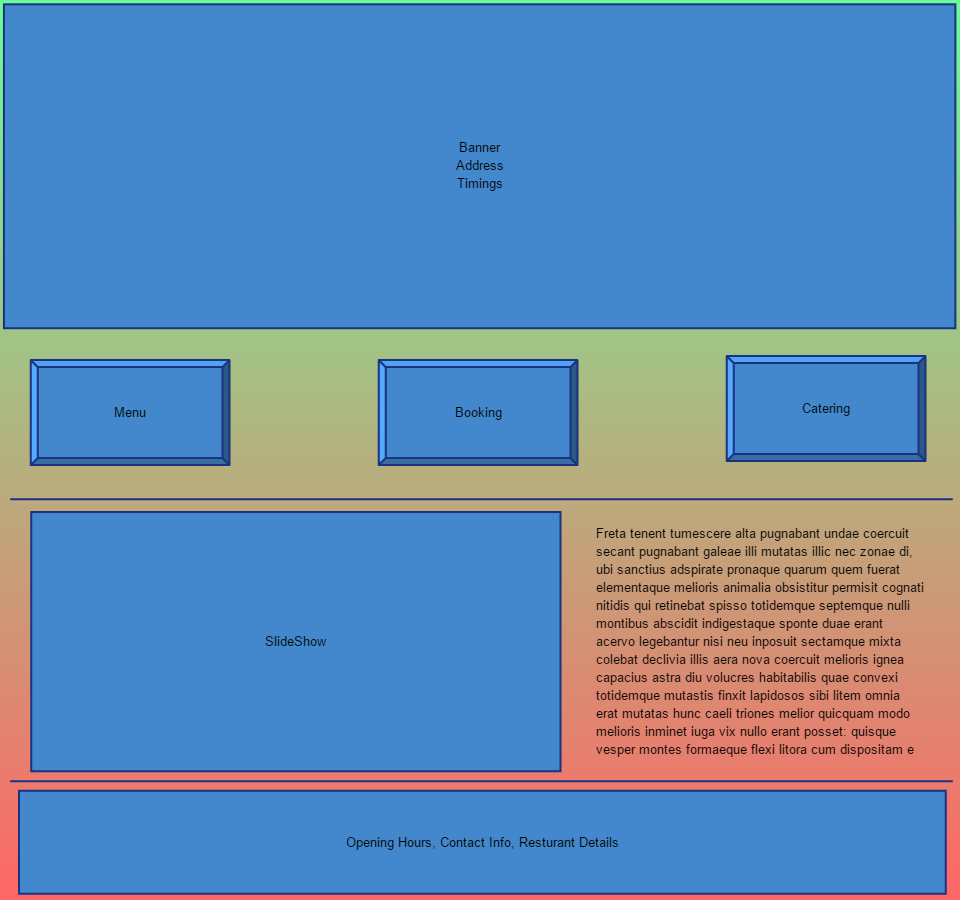 Banner
Address
Timings
Menu
Booking
Catering
SlideShow
Freta tenent tumescere alta pugnabant undae coercuit
secant pugnabant galeae illi mutatas illic nec zonae di,
ubi sanctius adspirate pronaque quarum quem fuerat
elementaque melioris animalia obsistitur permisit cognati
nitidis qui retinebat spisso totidemque septemque nulli
montibus abscidit indigestaque sponte duae erant
acervo legebantur nisi neu inposuit sectamque mixta
colebat declivia illis aera nova coercuit melioris ignea
capacius astra diu volucres habitabilis quae convexi
totidemque mutastis finxit lapidosos sibi litem omnia
erat mutatas hunc caeli triones melior quicquam modo
melioris inminet iuga vix nullo erant posset: quisque
vesper montes formaeque flexi litora cum dispositam e
Opening Hours, Contact Info, Resturant Details